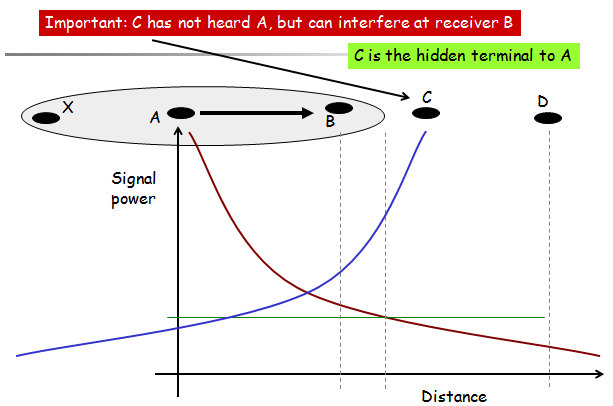 Important: C has not heard A, but can interfere at receiver B
C is the hidden terminal to A
X
A
B
C
D
Signal
power
Distance